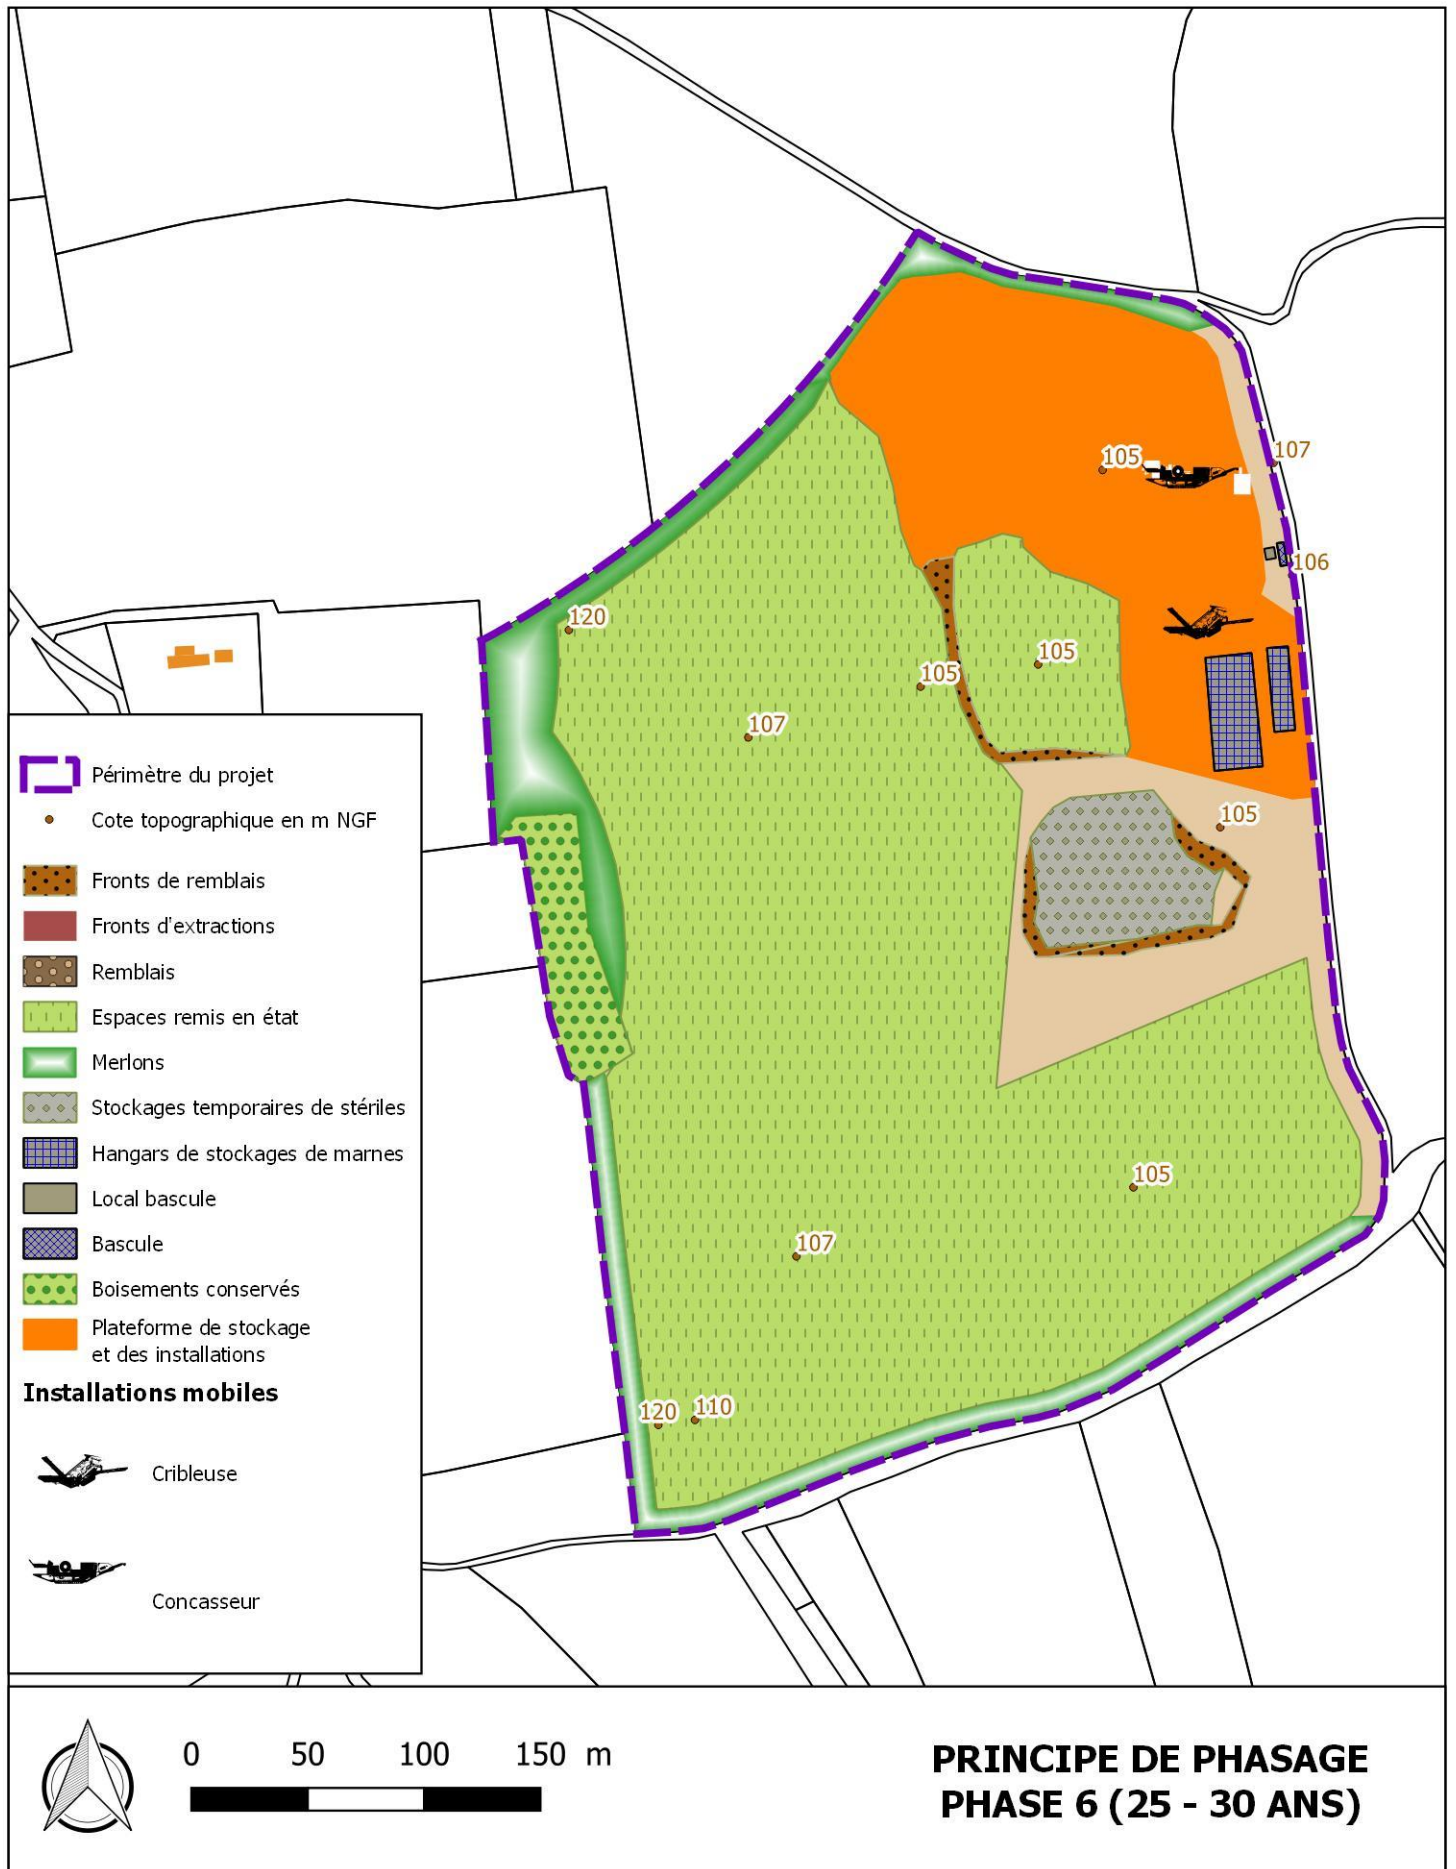 105
107
106
120
105
105
107
105
105
107
120
110
Périmètre du projet
Cote topographique en m NGF
Fronts de remblais
Fronts d'extractions
Remblais
Espaces remis en état
Merlons
Stockages temporaires de stériles
Hangars de stockages de marnes
Local bascule
Bascule
Boisements conservés
Plateforme de stockage
et des installations
Installations mobiles
Cribleuse
Concasseur
0 50 100 150 m
PRINCIPE DE PHASAGE
PHASE 6 (25 - 30 ANS)